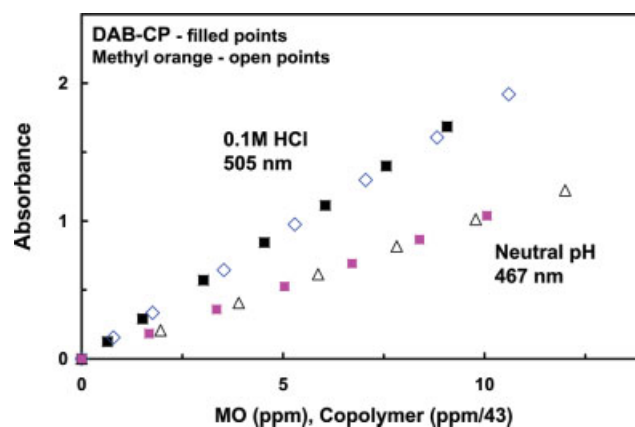 DAB-CP - filled points
Methyl orange - open points
2
0.1M HCl
505 nm
Absorbance
1
Neutral pH
467 nm
0
0
5
10
MO (ppm), Copolymer (ppm/43)